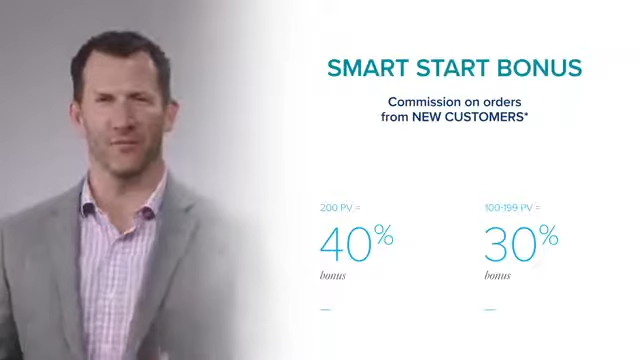 SMART START BONUS
Commission on orders
from NEW CUSTOMERS*
200 PV =
100-199 PV =
40%
30%
bonus
bonus